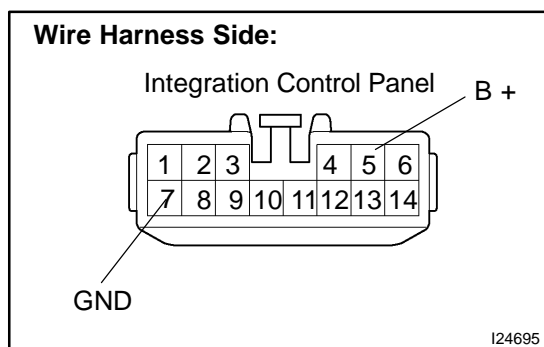 Wire Harness Side:
Integration Control Panel
B +
1 2 3 4 5 6
7 8 9 10 11 12 13 14
GND
I24695